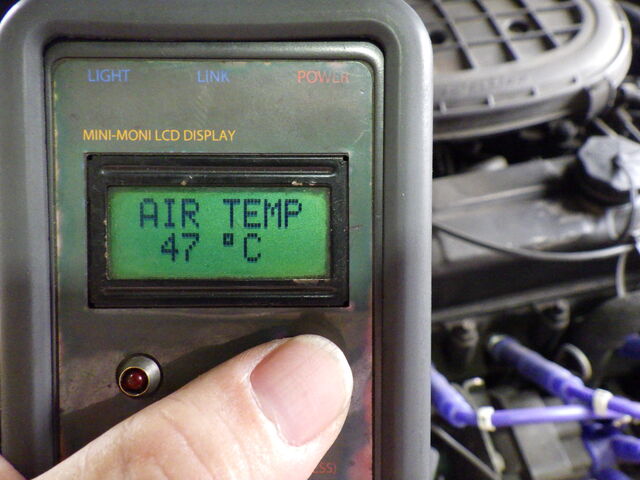 LIGHT LINK POWER
MINI-MONI LCD DISPLAY
AIR TEMP
47 °C